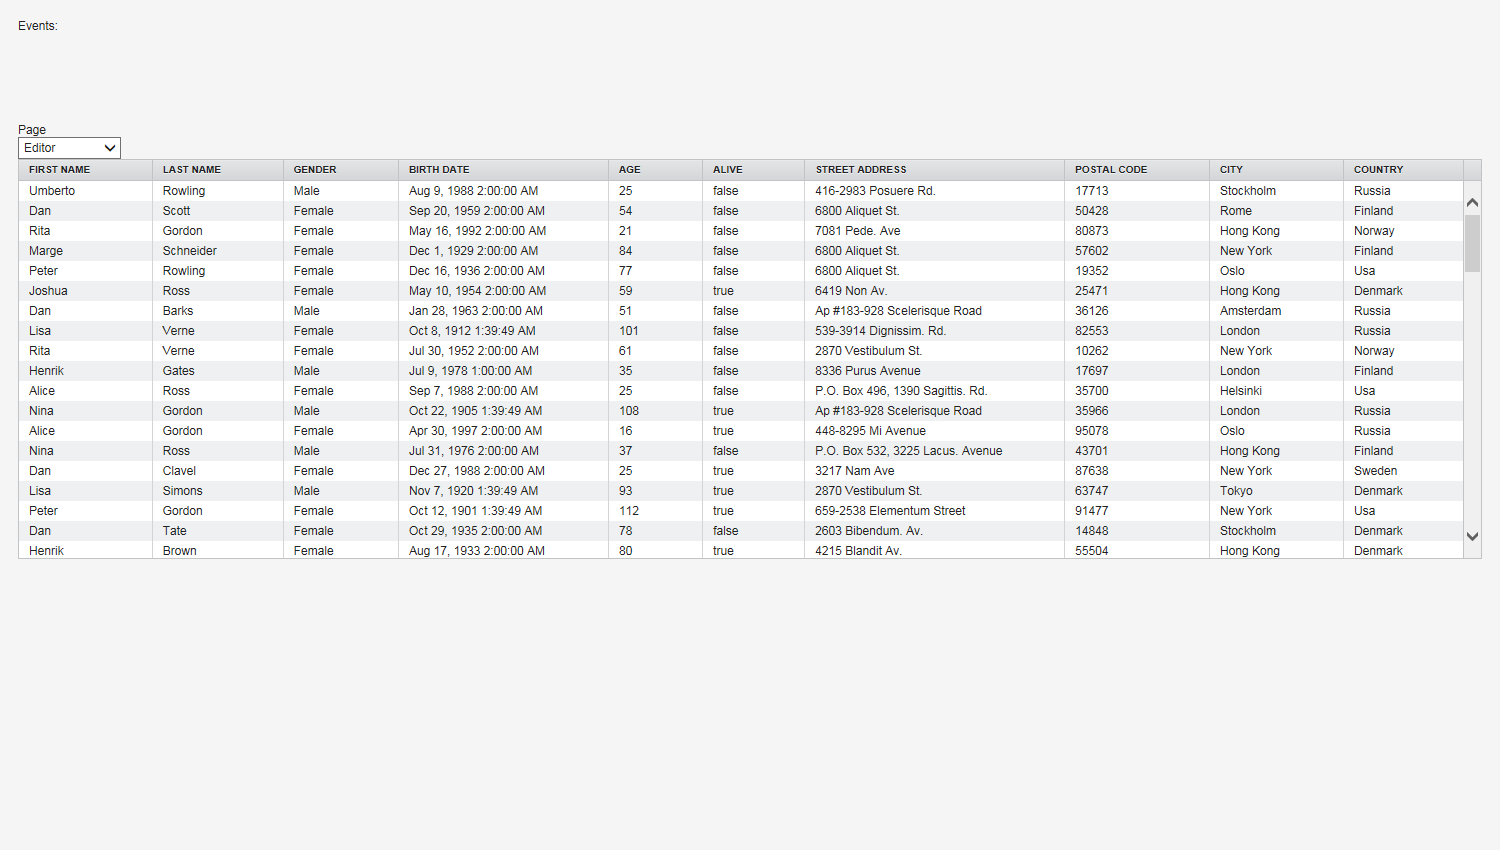 Events:
Page
Editor
FIRST NAME LAST NAME GENDER BIRTH DATE AGE ALIVE STREET ADDRESS POSTAL CODE CITY COUNTRY
Umberto Rowling Male Aug 9, 1988 2:00:00 AM 25 false 416-2983 Posuere Rd. 17713 Stockholm Russia
Dan Scott Female Sep 20, 1959 2:00:00 AM 54 false 6800 Aliquet St. 50428 Rome Finland
Rita Gordon Female May 16, 1992 2:00:00 AM 21 false 7081 Pede. Ave 80873 Hong Kong Norway
Marge Schneider Female Dec 1, 1929 2:00:00 AM 84 false 6800 Aliquet St. 57602 New York Finland
Peter Rowling Female Dec 16, 1936 2:00:00 AM 77 false 6800 Aliquet St. 19352 Oslo Usa
Joshua Ross Female May 10, 1954 2:00:00 AM 59 true 6419 Non Av. 25471 Hong Kong Denmark
Dan Barks Male Jan 28, 1963 2:00:00 AM 51 false Ap #183-928 Scelerisque Road 36126 Amsterdam Russia
Lisa Verne Female Oct 8, 1912 1:39:49 AM 101 false 539-3914 Dignissim. Rd. 82553 London Russia
Rita Verne Female Jul 30, 1952 2:00:00 AM 61 false 2870 Vestibulum St. 10262 New York Norway
Henrik Gates Male Jul 9, 1978 1:00:00 AM 35 false 8336 Purus Avenue 17697 London Finland
Alice Ross Female Sep 7, 1988 2:00:00 AM 25 false P.O. Box 496, 1390 Sagittis. Rd. 35700 Helsinki Usa
Nina Gordon Male Oct 22, 1905 1:39:49 AM 108 true Ap #183-928 Scelerisque Road 35966 London Russia
Alice Gordon Female Apr 30, 1997 2:00:00 AM 16 true 448-8295 Mi Avenue 95078 Oslo Russia
Nina Ross Male Jul 31, 1976 2:00:00 AM 37 false P.O. Box 532, 3225 Lacus. Avenue 43701 Hong Kong Finland
Dan Clavel Female Dec 27, 1988 2:00:00 AM 25 true 3217 Nam Ave 87638 New York Sweden
Lisa Simons Male Nov 7, 1920 1:39:49 AM 93 true 2870 Vestibulum St. 63747 Tokyo Denmark
Peter Gordon Female Oct 12, 1901 1:39:49 AM 112 true 659-2538 Elementum Street 91477 New York Usa
Dan Tate Female Oct 29, 1935 2:00:00 AM 78 false 2603 Bibendum. Av. 14848 Stockholm Denmark
Henrik Brown Female Aug 17, 1933 2:00:00 AM 80 true 4215 Blandit Av. 55504 Hong Kong Denmark